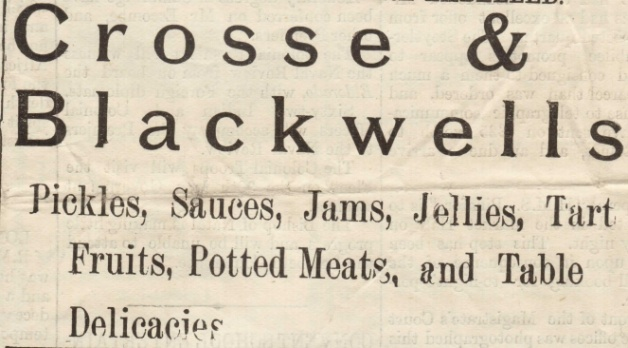 Crosse &
Blackwells
Pickles, Sauces, Jams, Jellies, Tart
Fruits, Potted Meats, and Table
Delicacies